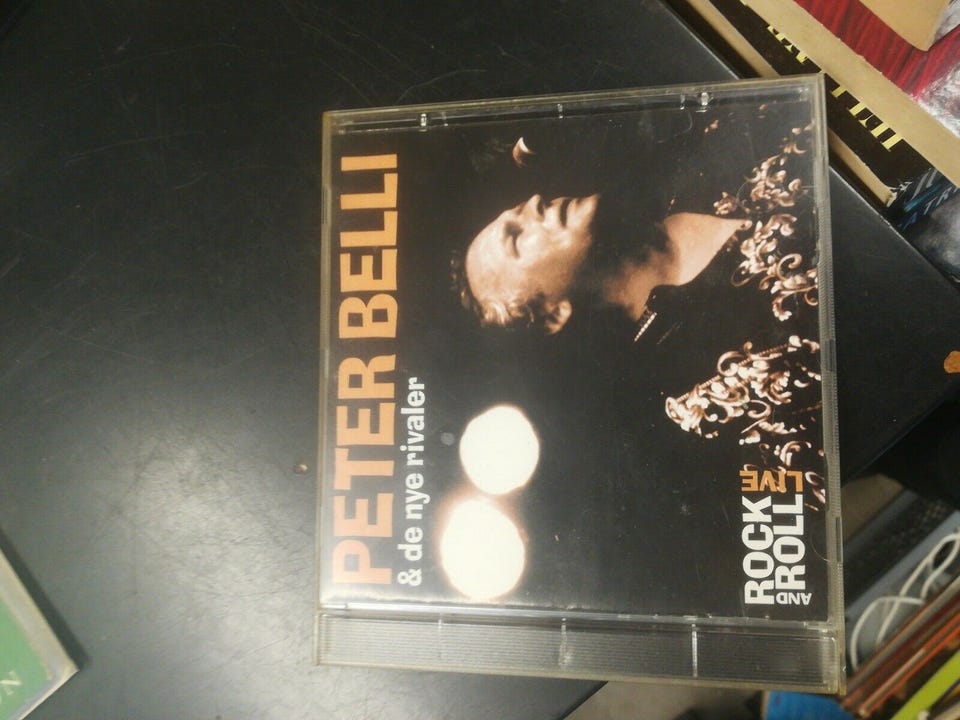 PETER BELLI
& de nye rivaler
ROCK
AND ROLL LIVE